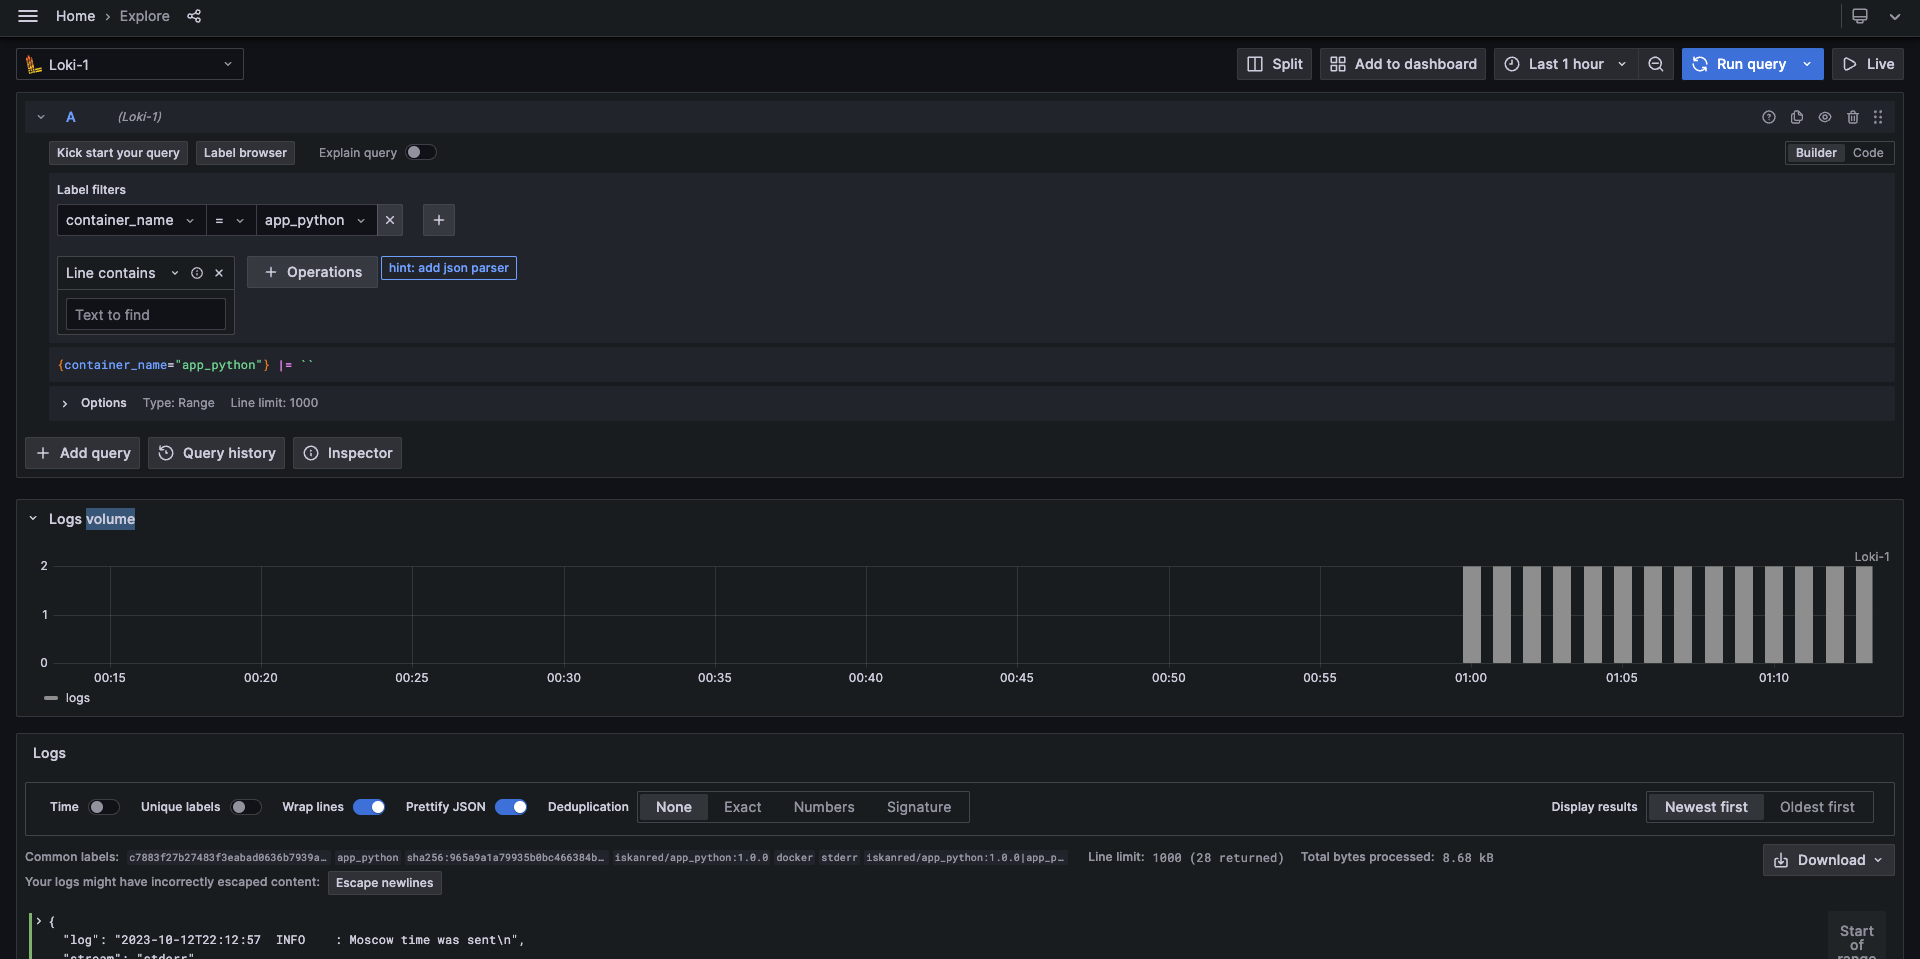 Home › Explore
Loki-1
Split
Add to dashboard
Last 1 hour
Run query
Live
A (Loki-1)
Kick start your query
Label browser
Explain query
Builder Code
Label filters
container_name = app_python
Line contains
Operations
hint: add json parser
Text to find
{container_name="app_python"} |= ``
Options Type: Range Line limit: 1000
Add query
Query history
Inspector
Logs volume
Loki-1
2
1
0
00:15 00:20 00:25 00:30 00:35 00:40 00:45 00:50 00:55 01:00 01:05 01:10
logs
Logs
Time Unique labels Wrap lines Prettify JSON Deduplication None Exact Numbers Signature Display results Newest first Oldest first
Common labels: c7883f27b27483f3eabad0636b7939a… app_python sha256:965a9a1a79935b0bc466384b… iskanred/app_python:1.0.0 docker stderr iskanred/app_python:1.0.0|app_p… Line limit: 1000 (28 returned) Total bytes processed: 8.68 kB
Download
Your logs might have incorrectly escaped content: Escape newlines
{
"log": "2023-10-12T22:12:57 INFO : Moscow time was sent\n",
"stream": "stderr"
Start
of
range